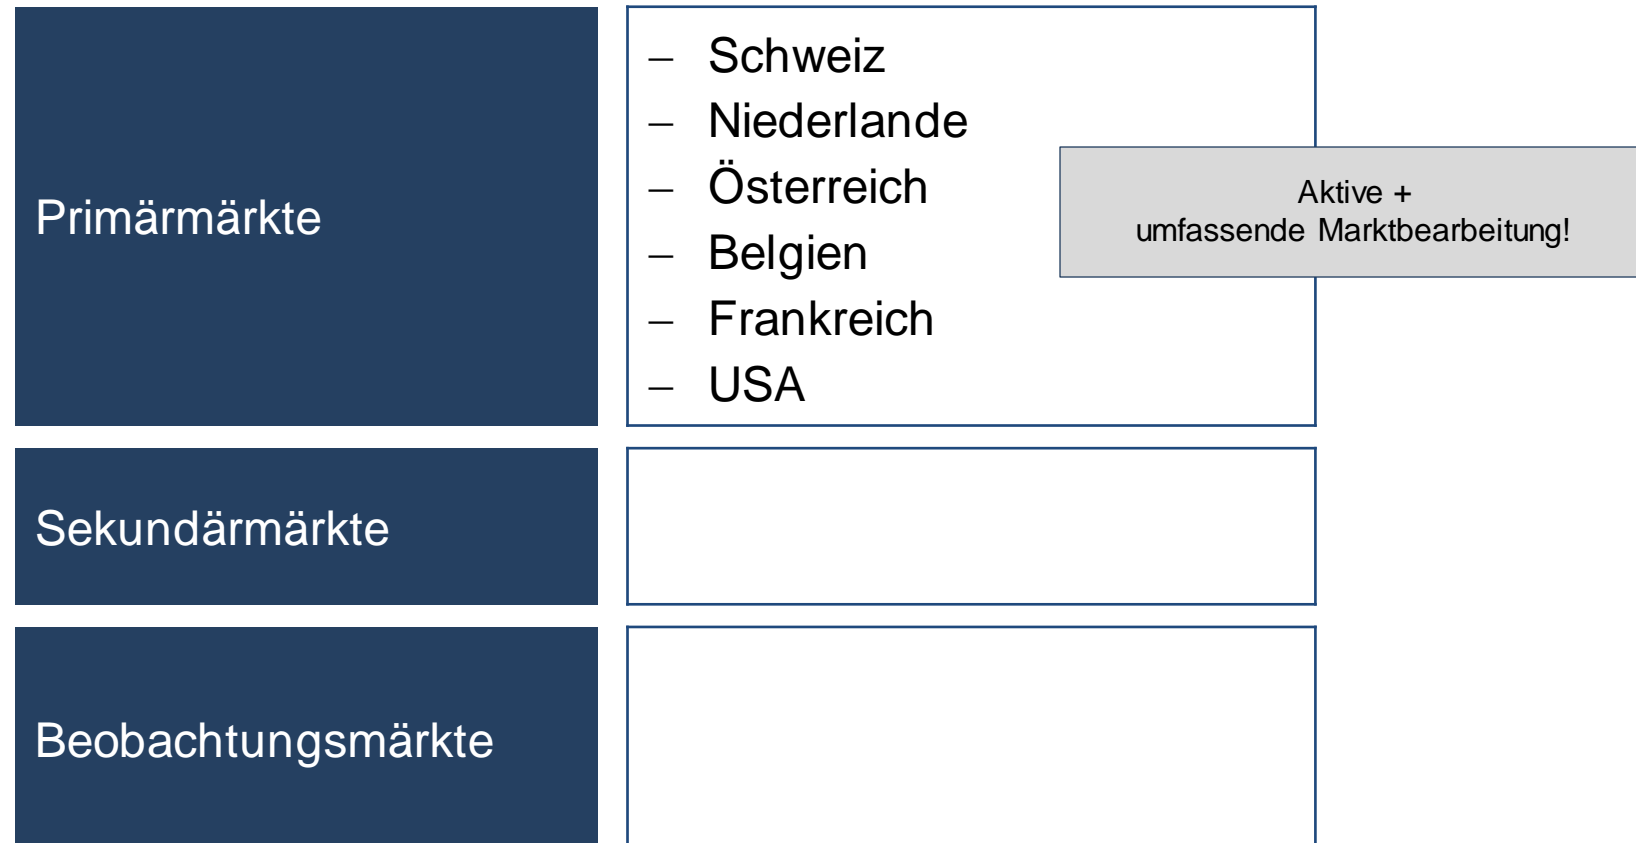 Primärmärkte
– Schweiz
– Niederlande
– Österreich
– Belgien
– Frankreich
– USA
Aktive +
umfassende Marktbearbeitung!
Sekundärmärkte
Beobachtungsmärkte